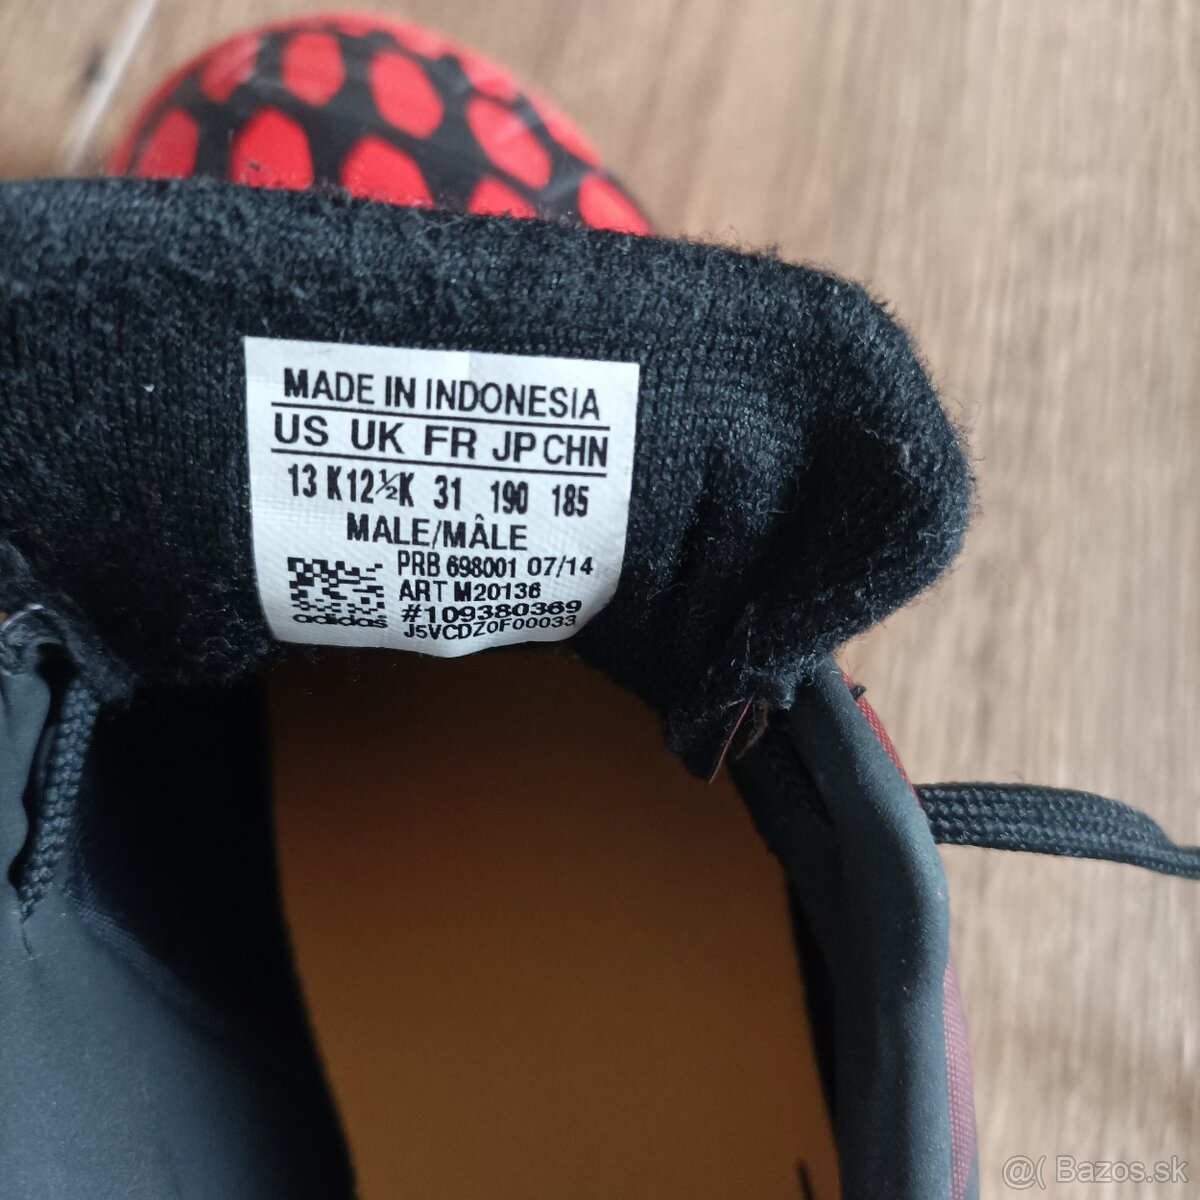 MADE IN INDONESIA
US UK FR JP CHN
13 K 12½K 31 190 185
MALE/MÂLE
PRB 698001 07/14
ART M20136
#109380369
adidas J5VCDZ0F00033
@( Bazos.sk